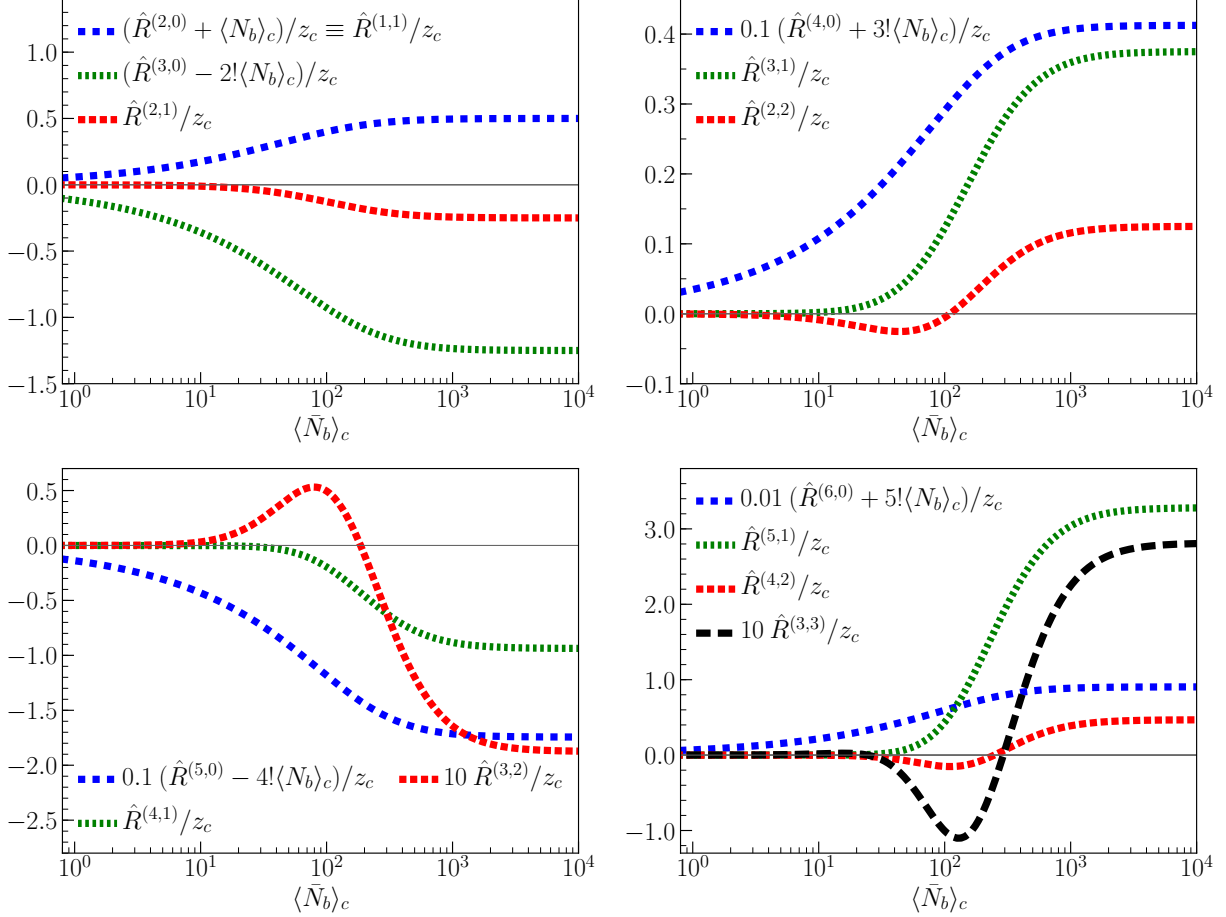 (R̂^(2,0) + ⟨N_b⟩_c)/z_c ≡ R̂^(1,1)/z_c
(R̂^(3,0) − 2!⟨N_b⟩_c)/z_c
R̂^(2,1)/z_c
1.0
0.5
0.0
−0.5
−1.0
−1.5
10^0 10^1 10^2 10^3 10^4
⟨N̄_b⟩_c
0.1 (R̂^(4,0) + 3!⟨N_b⟩_c)/z_c
R̂^(3,1)/z_c
R̂^(2,2)/z_c
0.4
0.3
0.2
0.1
0.0
−0.1
10^0 10^1 10^2 10^3 10^4
⟨N̄_b⟩_c
0.5
0.0
−0.5
−1.0
−1.5
−2.0
−2.5
0.1 (R̂^(5,0) − 4!⟨N_b⟩_c)/z_c 10 R̂^(3,2)/z_c
R̂^(4,1)/z_c
10^0 10^1 10^2 10^3 10^4
⟨N̄_b⟩_c
0.01 (R̂^(6,0) + 5!⟨N_b⟩_c)/z_c
R̂^(5,1)/z_c
R̂^(4,2)/z_c
10 R̂^(3,3)/z_c
3.0
2.0
1.0
0.0
−1.0
10^0 10^1 10^2 10^3 10^4
⟨N̄_b⟩_c